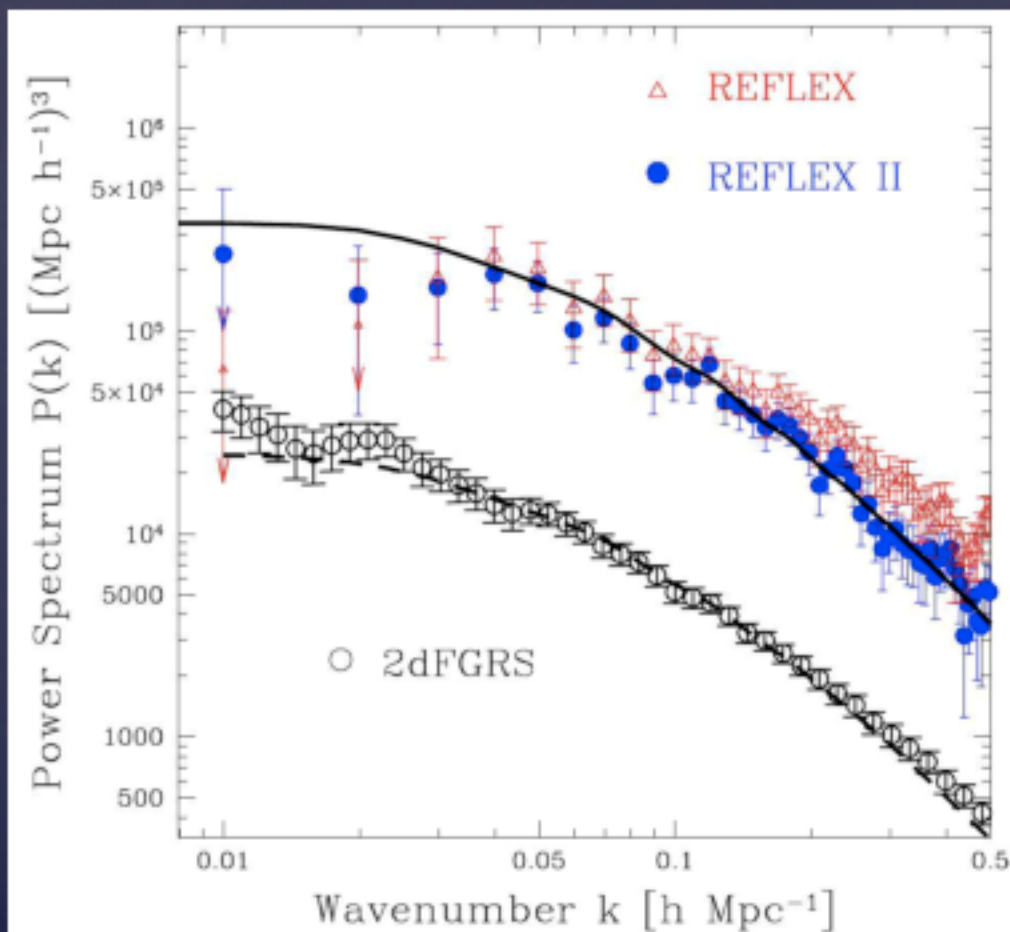 REFLEX
REFLEX II
2dFGRS
Power Spectrum P(k) [(Mpc h⁻¹)³
10⁶
5×10⁵
10⁵
5×10⁴
10⁴
5000
1000
500
0.01
0.05
0.1
0.5
Wavenumber k [h Mpc⁻¹]